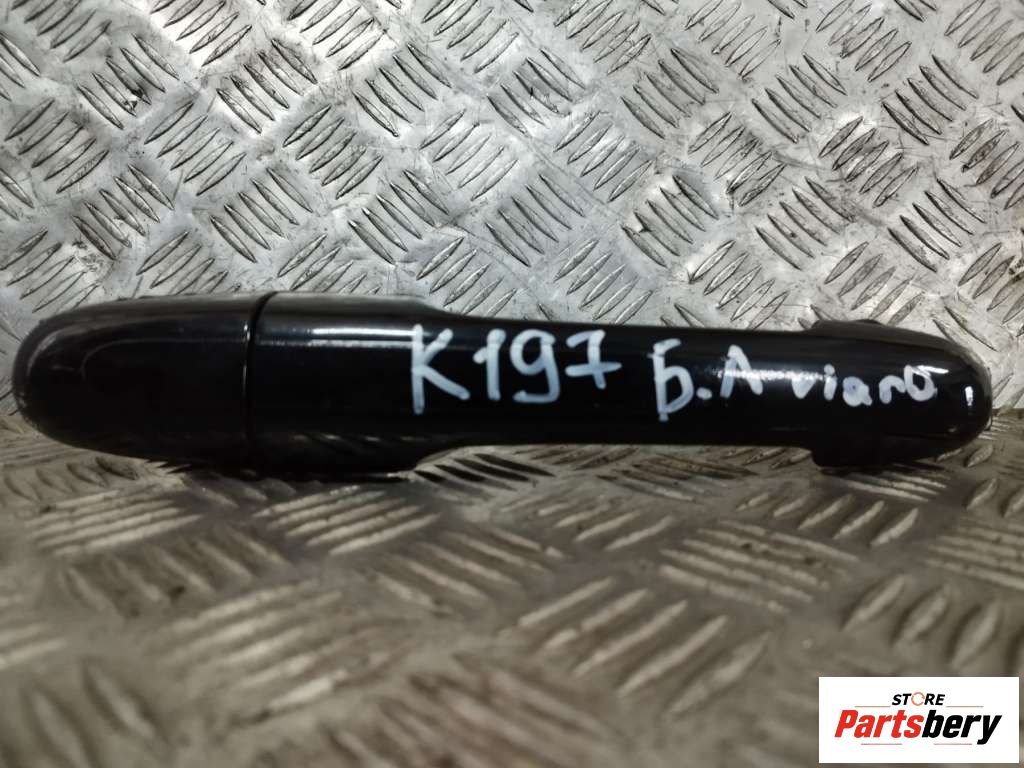 K197 Б.Л viano
STORE
Partsbery